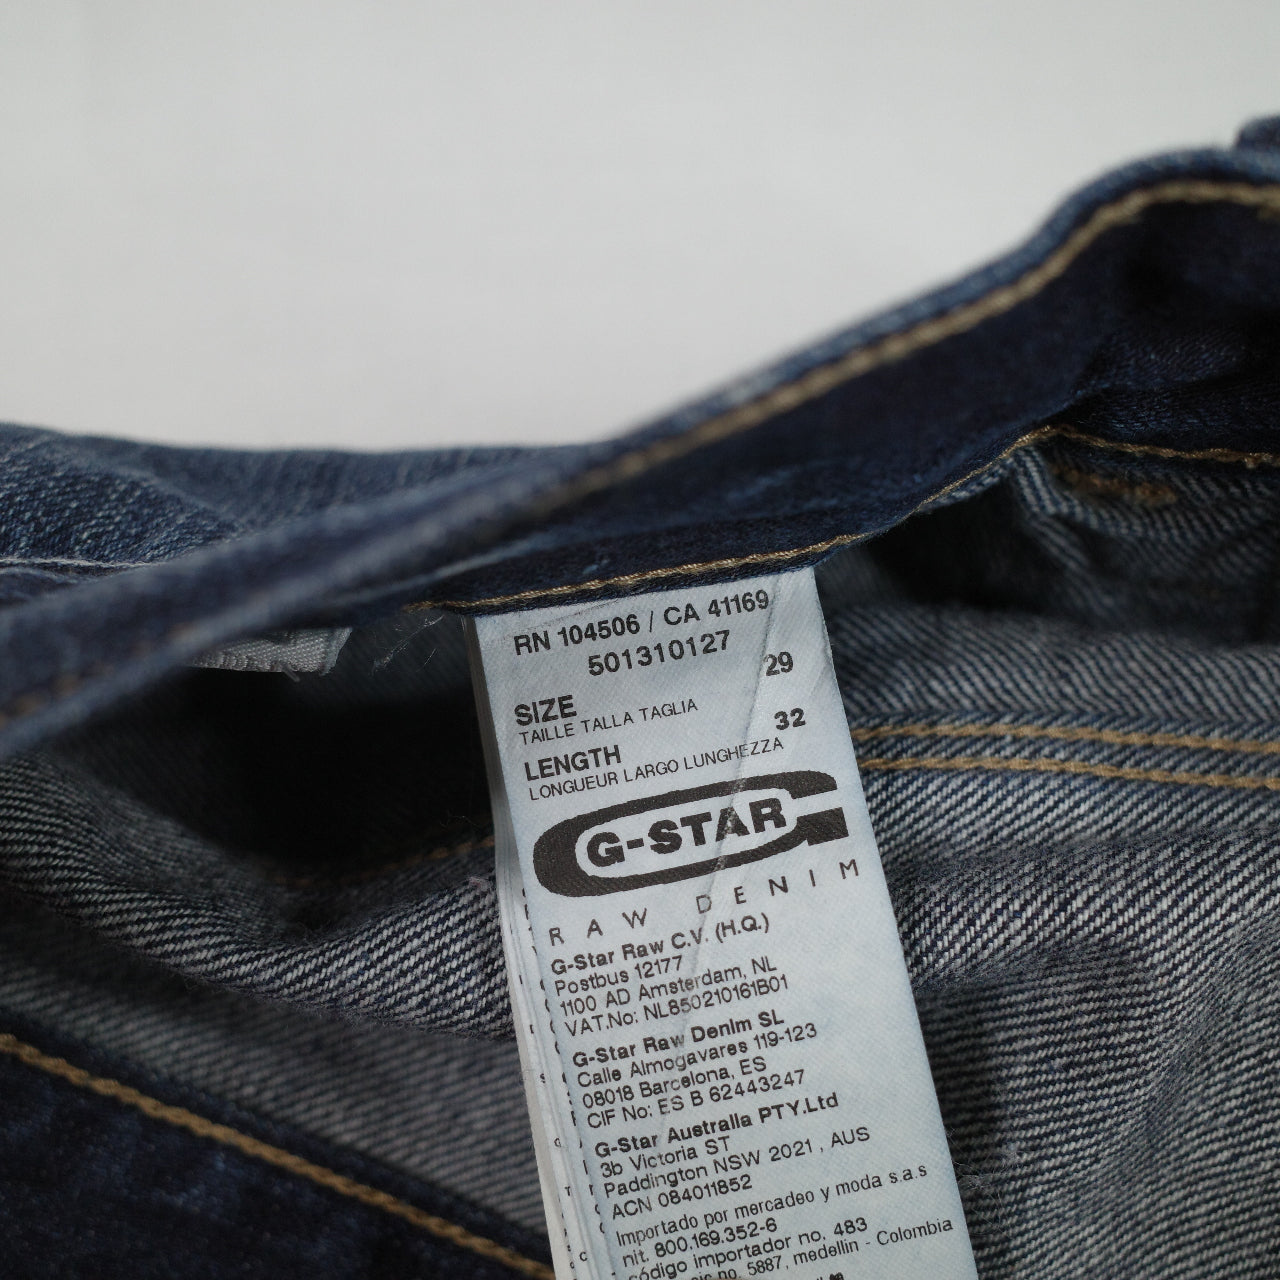 RN 104506 / CA 41169
501310127
SIZE 29
TAILLE TALLA TAGLIA
LENGTH 32
LONGUEUR LARGO LUNGHEZZA
G-STAR
RAW DENIM
G-Star Raw C.V. (H.Q.)
Postbus 12177
1100 AD Amsterdam, NL
VAT.No: NL850210161B01
G-Star Raw Denim SL
Calle Almogavares 119-123
08018 Barcelona, ES
CIF No: ES B 62443247
G-Star Australia PTY.Ltd
3b Victoria ST
Paddington NSW 2021 , AUS
ACN 084011852
Importado por mercadeo y moda s.a.s
nit. 800.169.352-6
código importador no. 483
no. 5887, medellin - Colombia